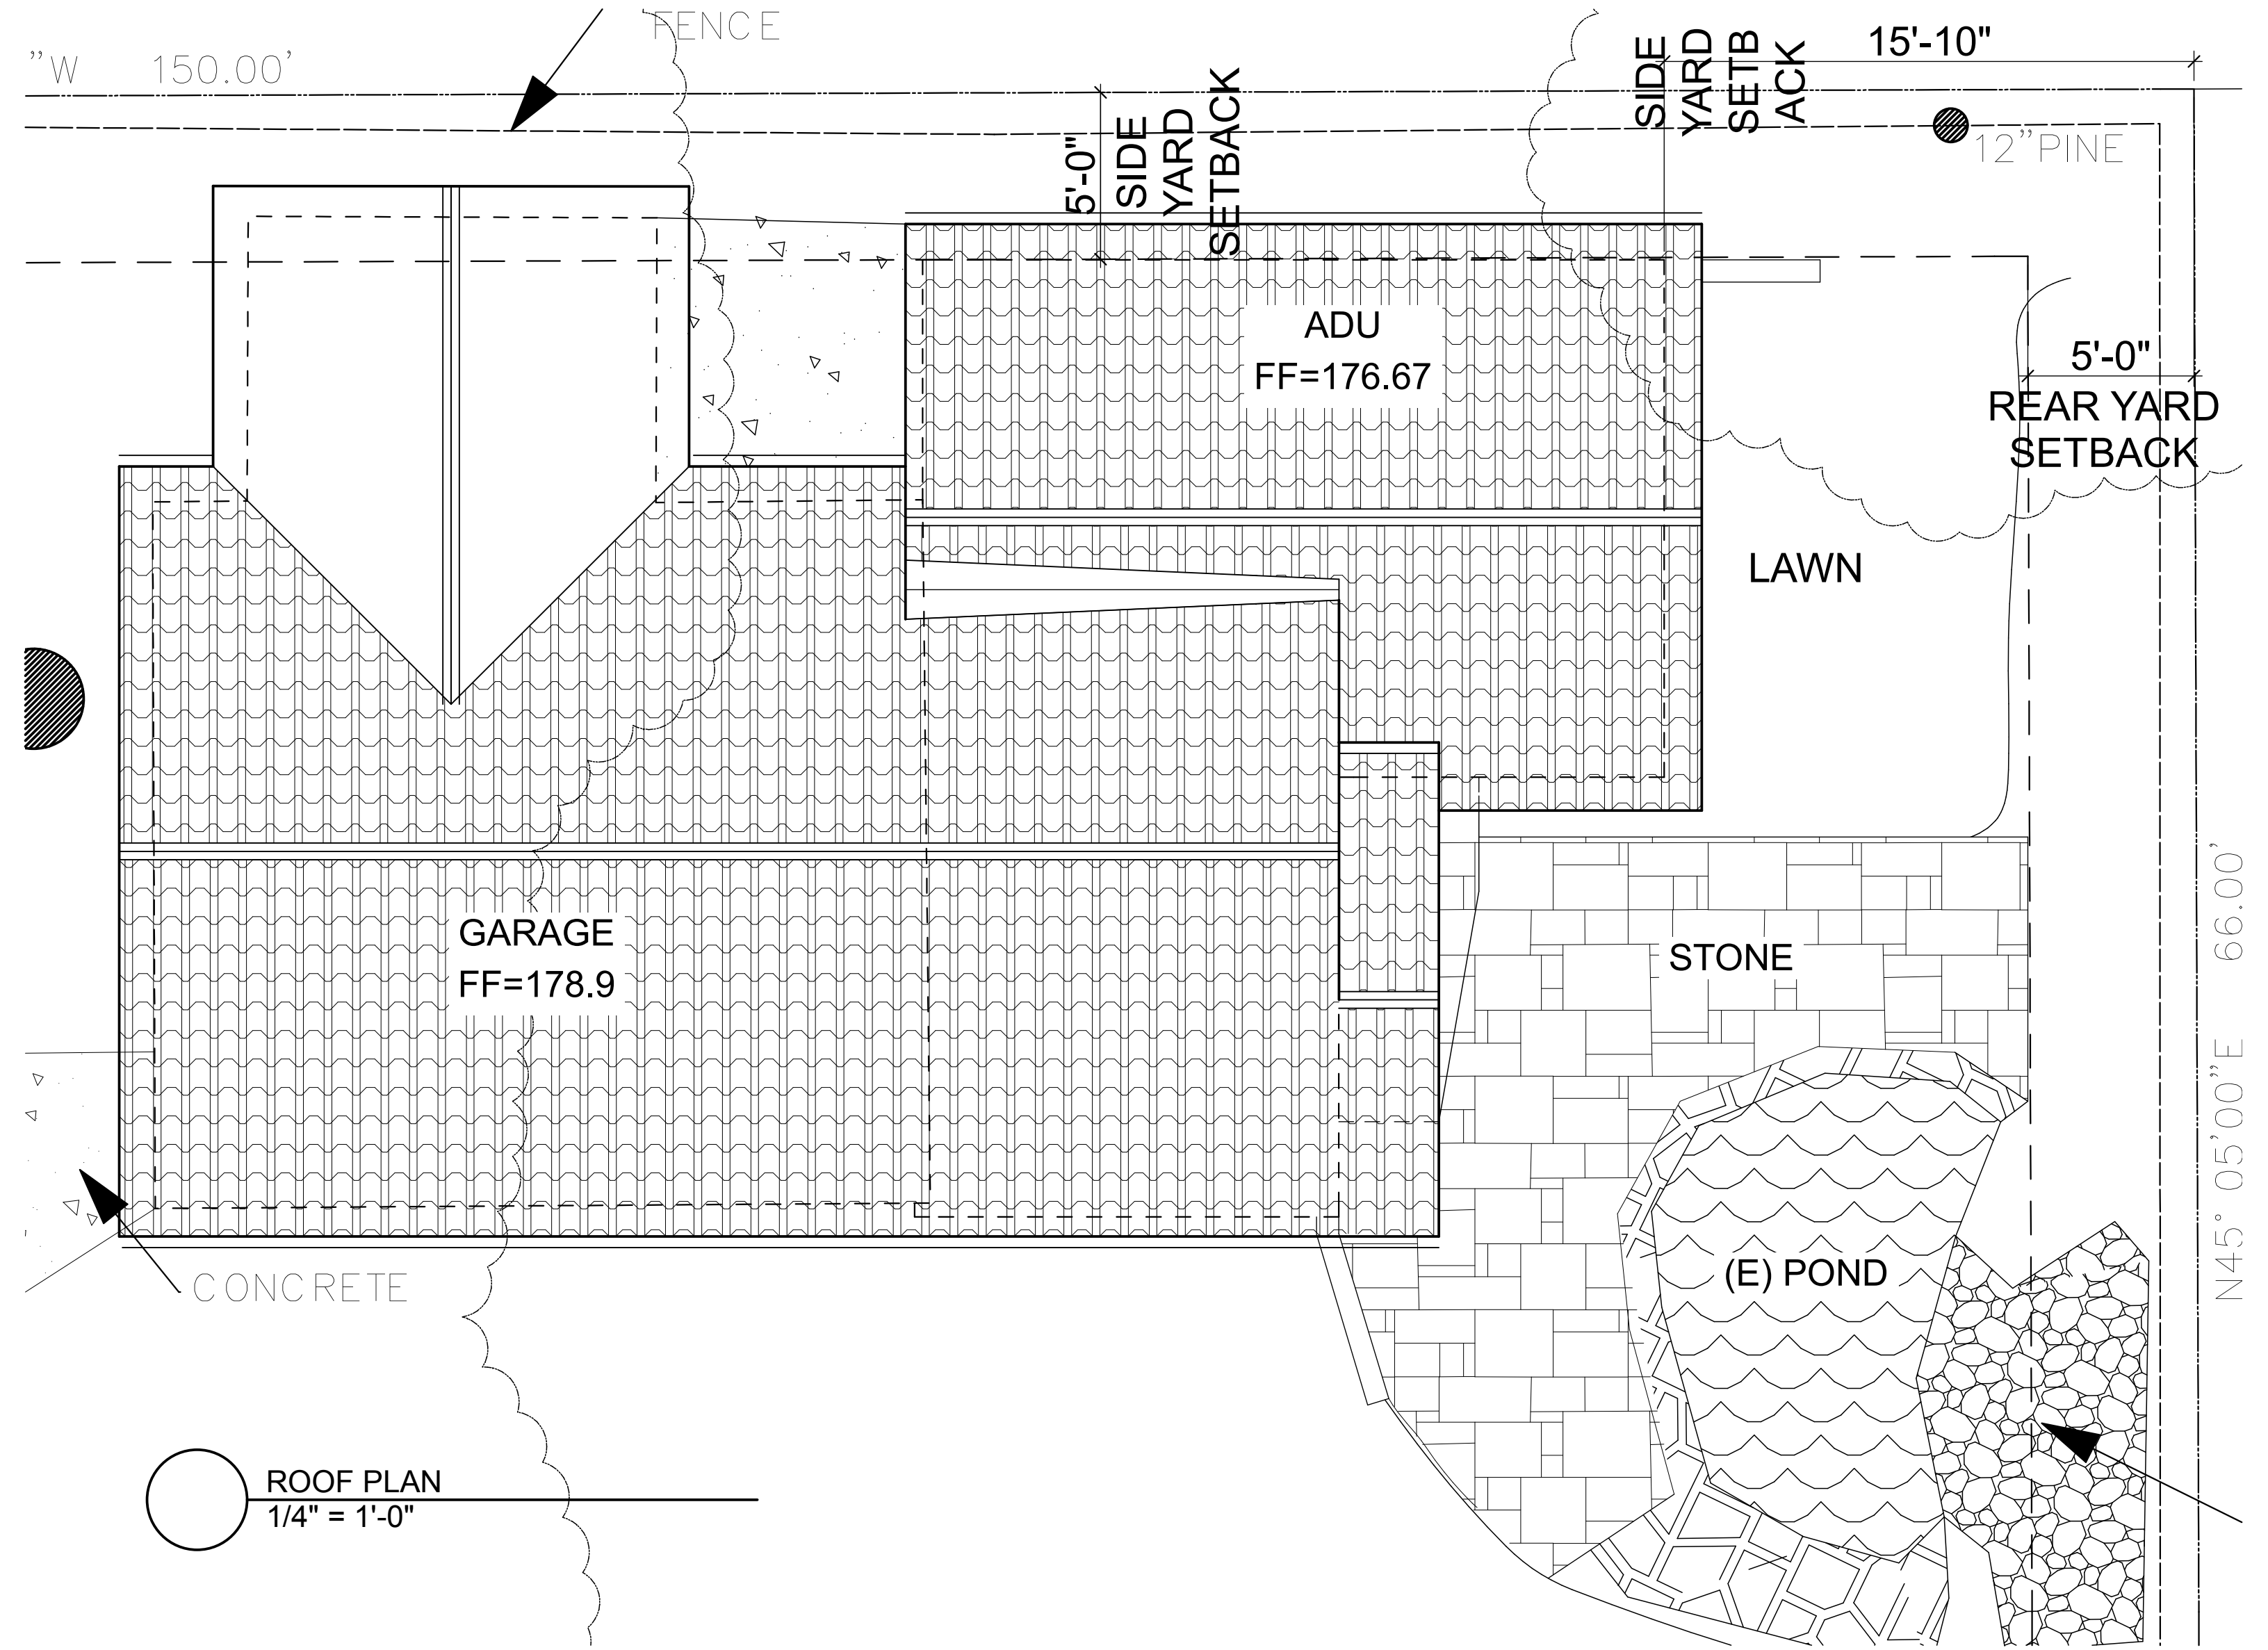 FENCE
"W 150.00'
15'-10"
SIDE
YARD
SETB
ACK
5'-0"
SIDE
YARD
SETBACK
12"PINE
ADU
FF=176.67
5'-0"
REAR YARD
SETBACK
LAWN
GARAGE
FF=178.9
STONE
N45° 05'00"E 66.00'
(E) POND
CONCRETE
ROOF PLAN
1/4" = 1'-0"